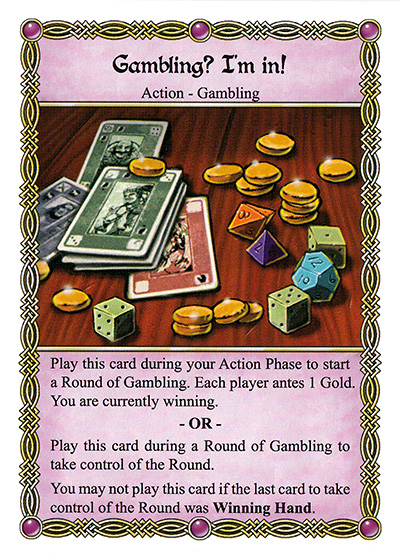 Gambling? I'm in!
Action - Gambling
Play this card during your Action Phase to start
a Round of Gambling. Each player antes 1 Gold.
You are currently winning.
- OR -
Play this card during a Round of Gambling to
take control of the Round.
You may not play this card if the last card to take
control of the Round was Winning Hand.